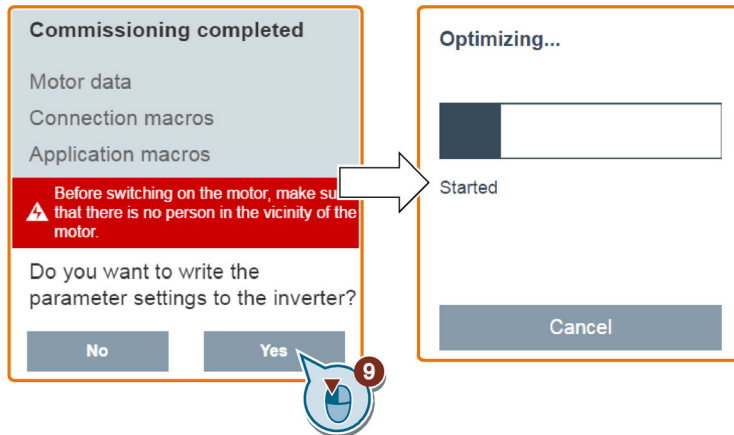 Commissioning completed
Motor data
Connection macros
Application macros
Before switching on the motor, make su
that there is no person in the vicinity of the
motor.
Do you want to write the
parameter settings to the inverter?
No
Yes
9
Optimizing...
Started
Cancel